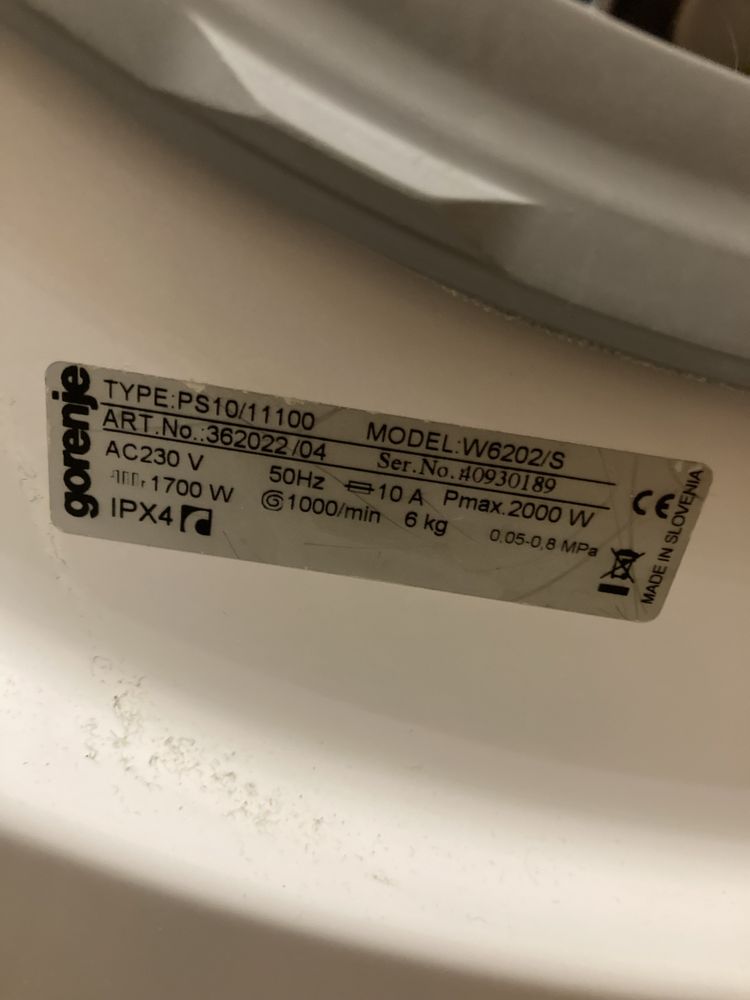 gorenje
TYPE:PS10/11100 MODEL:W6202/S
ART.No.:362022/04 Ser.No.:40930189
AC230 V 50Hz 10 A Pmax.2000 W
1700 W 1000/min 6 kg 0,05-0,8 MPa
IPX4
CE
MADE IN SLOVENIA